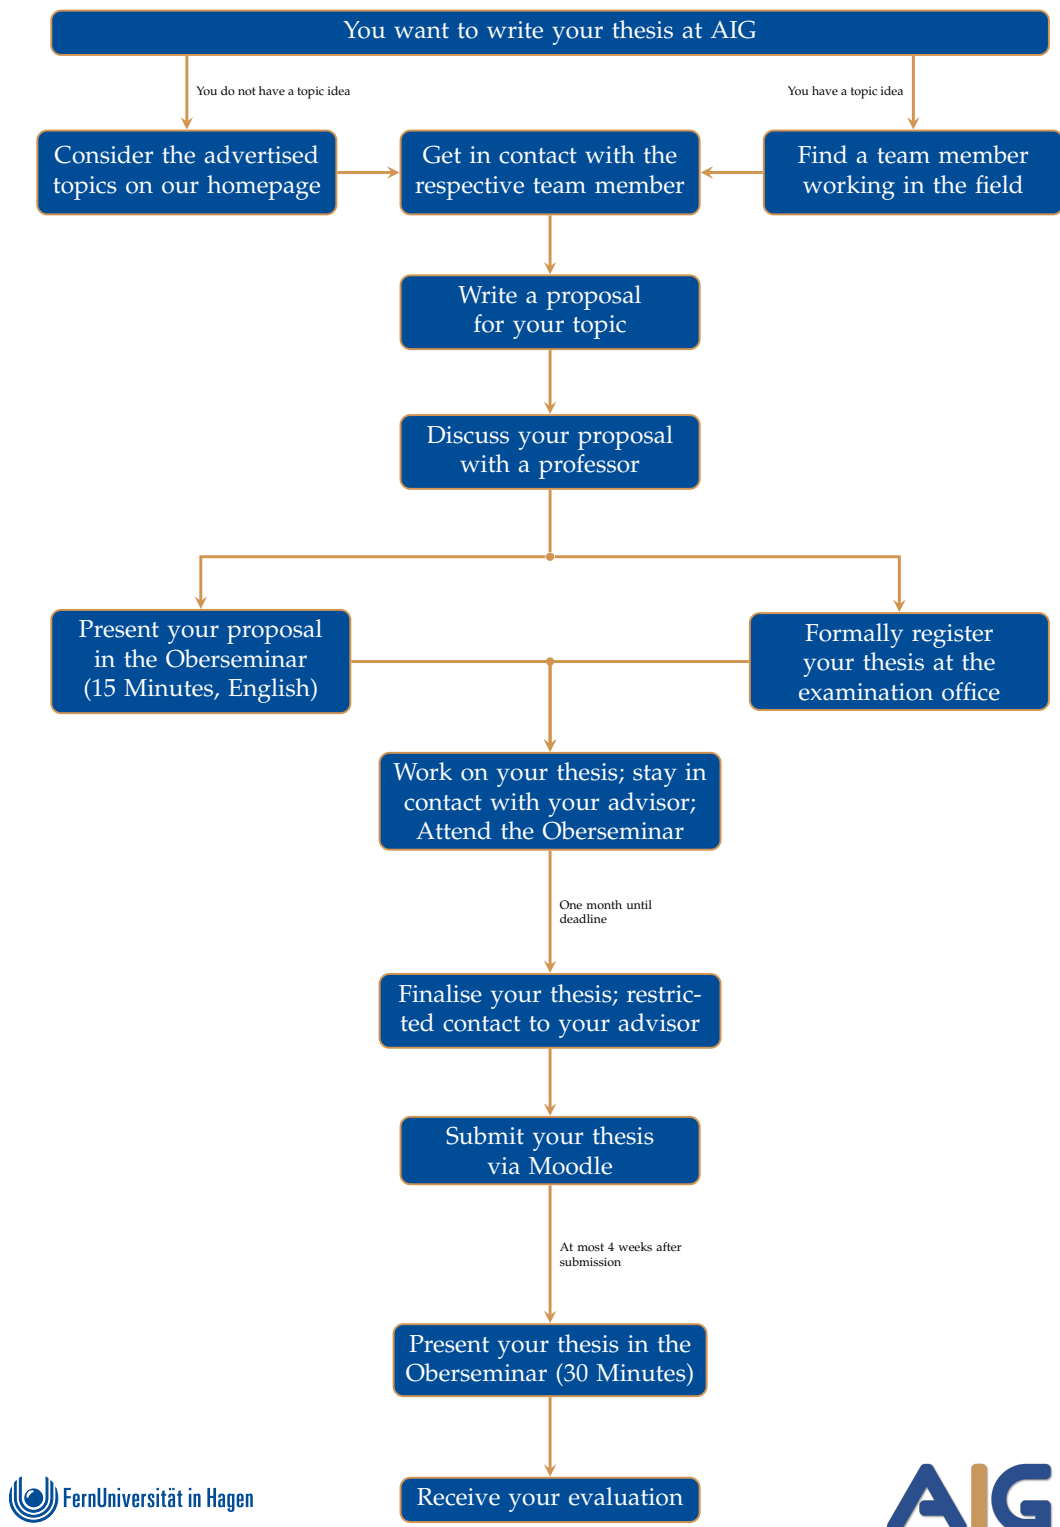 You want to write your thesis at AIG
You do not have a topic idea
You have a topic idea
Consider the advertised
topics on our homepage
Get in contact with the
respective team member
Find a team member
working in the field
Write a proposal
for your topic
Discuss your proposal
with a professor
Present your proposal
in the Oberseminar
(15 Minutes, English)
Formally register
your thesis at the
examination office
Work on your thesis; stay in
contact with your advisor;
Attend the Oberseminar
One month until
deadline
Finalise your thesis; restric-
ted contact to your advisor
Submit your thesis
via Moodle
At most 4 weeks after
submission
Present your thesis in the
Oberseminar (30 Minutes)
Receive your evaluation
FernUniversität in Hagen
AIG